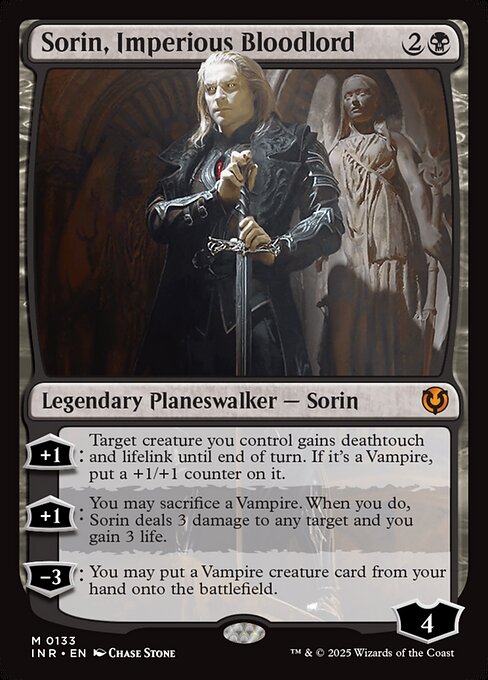 Sorin, Imperious Bloodlord 2
Legendary Planeswalker — Sorin
+1 : Target creature you control gains deathtouch
and lifelink until end of turn. If it's a Vampire,
put a +1/+1 counter on it.
+1 : You may sacrifice a Vampire. When you do,
Sorin deals 3 damage to any target and you
gain 3 life.
−3 : You may put a Vampire creature card from your
hand onto the battlefield.
4
M 0133
INR • EN Chase Stone
™ & © 2025 Wizards of the Coast